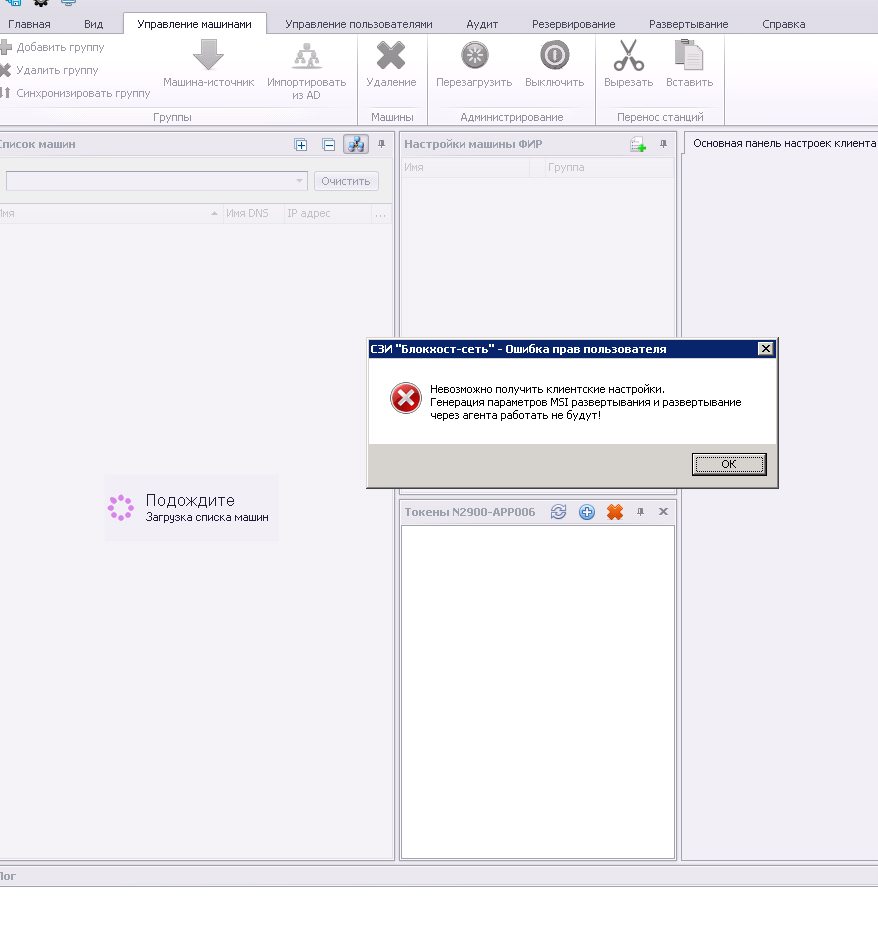 Главная Вид Управление машинами Управление пользователями Аудит Резервирование Развертывание Справка
Добавить группу
Удалить группу
Синхронизировать группу
Машина-источник
Импортировать
из AD
Группы
Удаление
Машины
Перезагрузить
Выключить
Администрирование
Вырезать
Вставить
Перенос станций
Список машин
Очистить
Имя Имя DNS IP адрес ...
Подождите
Загрузка списка машин
Настройки машины ФИР
Имя Группа
Основная панель настроек клиента
СЗИ "Блокхост-сеть" - Ошибка прав пользователя
Невозможно получить клиентские настройки.
Генерация параметров MSI развертывания и развертывание
через агента работать не будут!
OK
Токены N2900-APP006
Лог